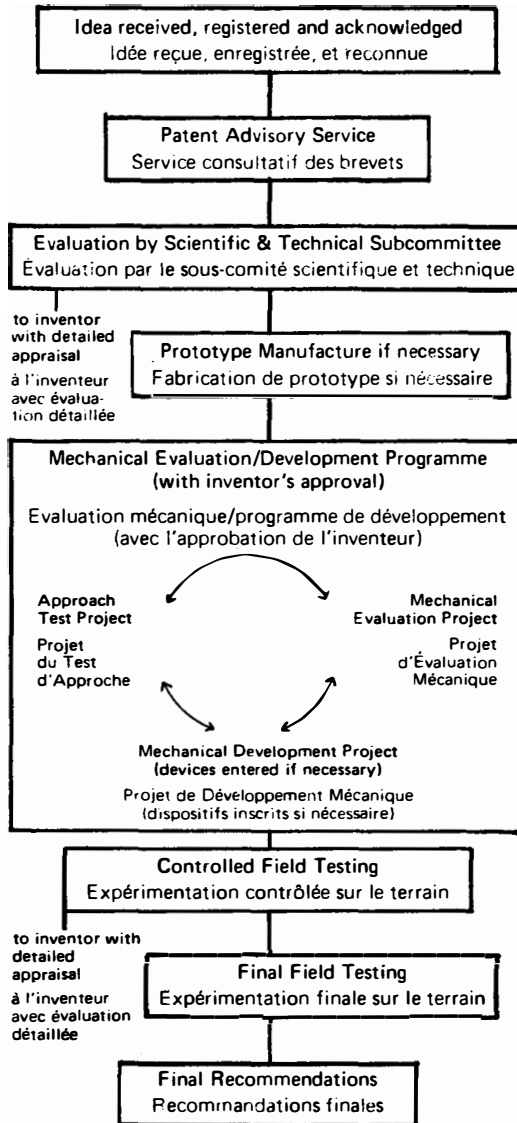 Idea received, registered and acknowledged
Idée reçue, enregistrée, et reconnue
Patent Advisory Service
Service consultatif des brevets
Evaluation by Scientific & Technical Subcommittee
Évaluation par le sous-comité scientifique et technique
to inventor
with detailed
appraisal
à l'inventeur
avec évalua-
tion détaillée
Prototype Manufacture if necessary
Fabrication de prototype si nécessaire
Mechanical Evaluation/Development Programme
(with inventor's approval)
Evaluation mécanique/programme de développement
(avec l'approbation de l'inventeur)
Approach
Test Project
Projet
du Test
d'Approche
Mechanical
Evaluation Project
Projet
d'Évaluation
Mécanique
Mechanical Development Project
(devices entered if necessary)
Projet de Développement Mécanique
(dispositifs inscrits si nécessaire)
Controlled Field Testing
Expérimentation contrôlée sur le terrain
to inventor with
detailed
appraisal
à l'inventeur
avec évaluation
détaillée
Final Field Testing
Expérimentation finale sur le terrain
Final Recommendations
Recommandations finales